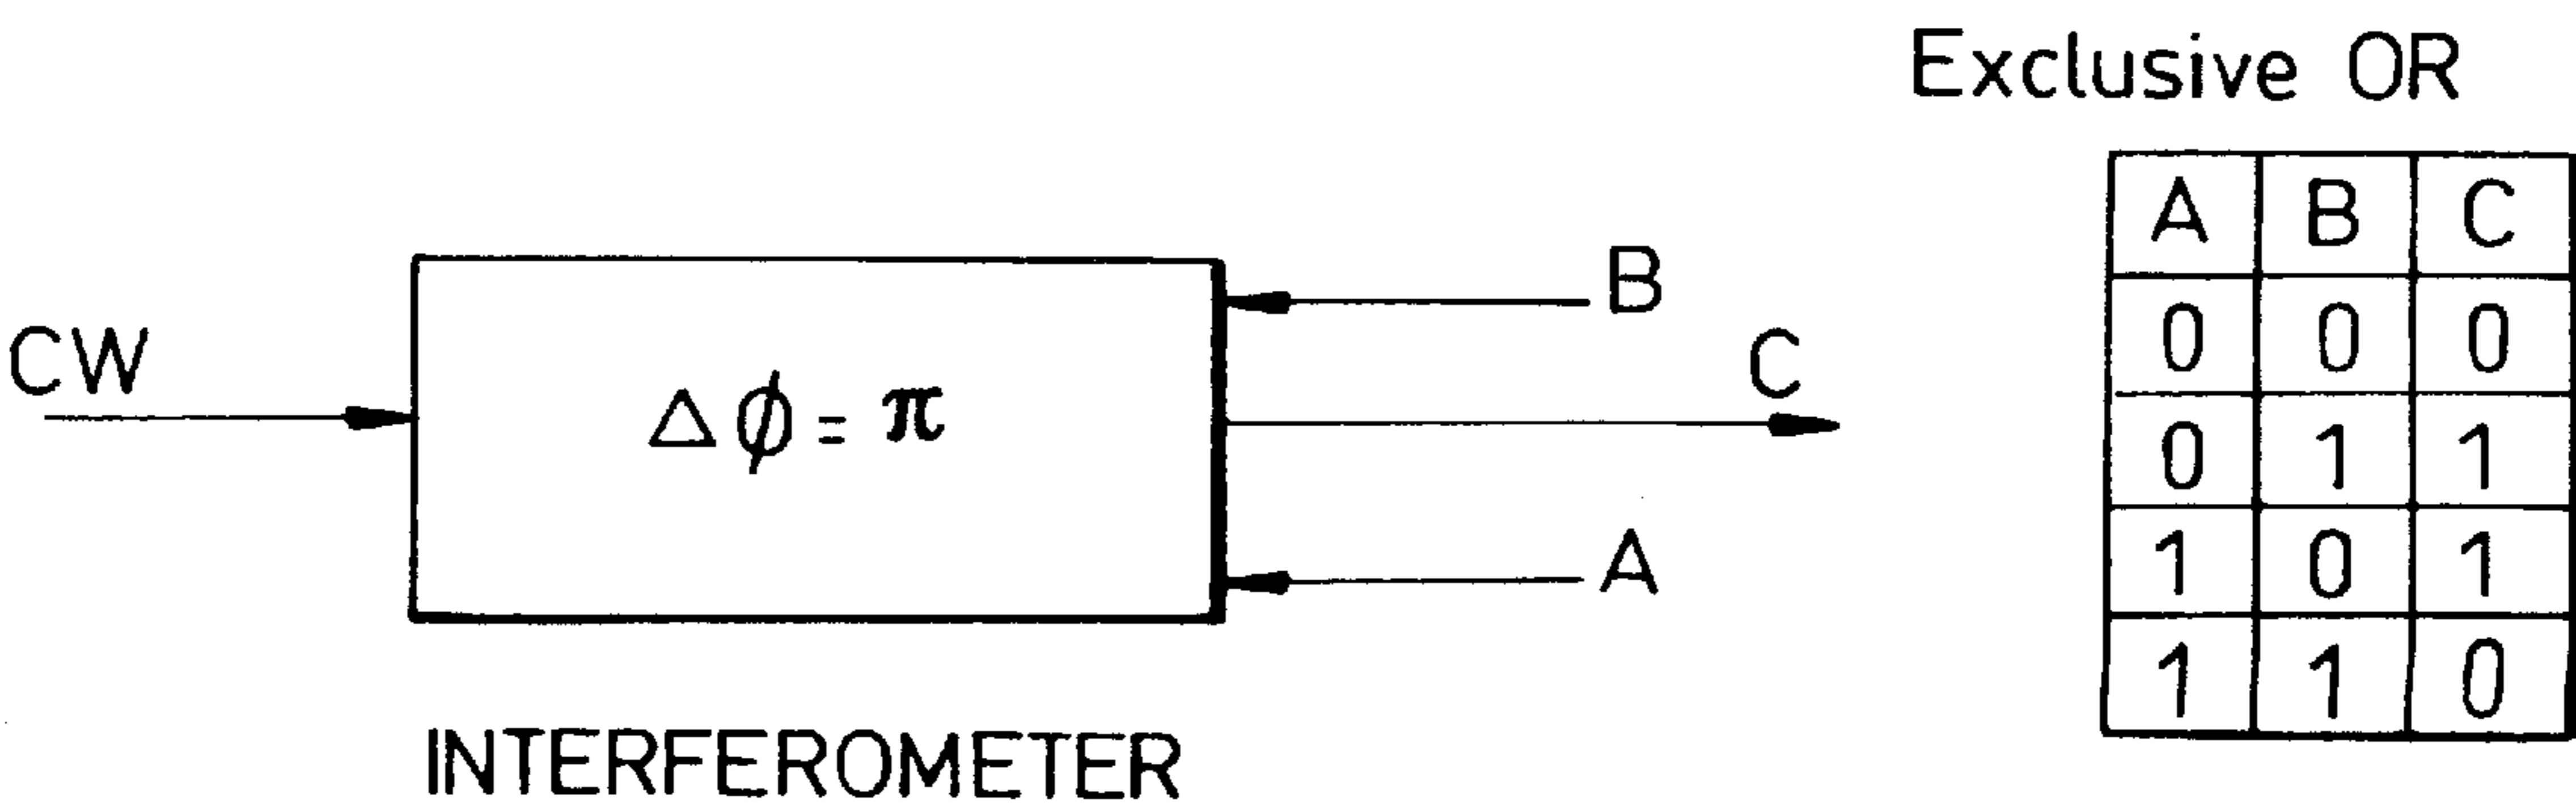 Exclusive OR
CW
Δϕ = π
B
C
A
INTERFEROMETER
A B C
0 0 0
0 1 1
1 0 1
1 1 0